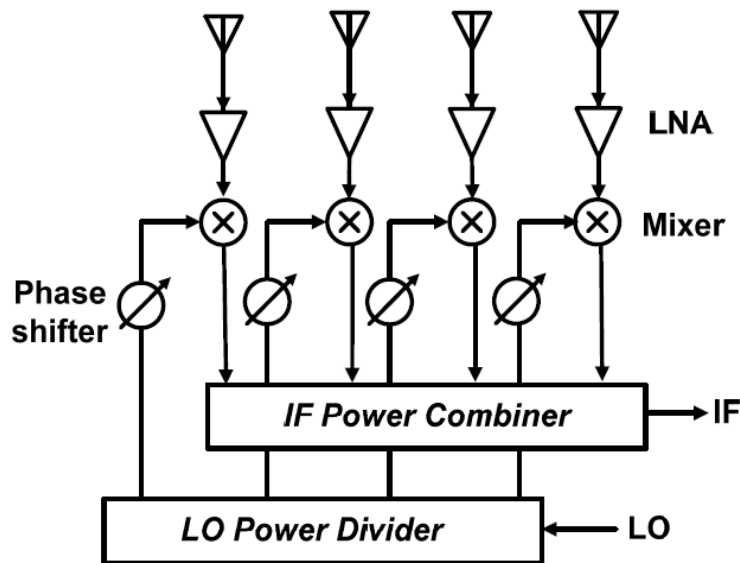 LNA
Mixer
Phase
shifter
IF Power Combiner
IF
LO Power Divider
LO